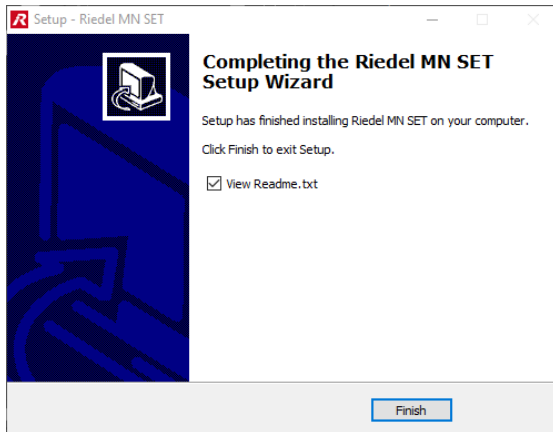 R Setup - Riedel MN SET
Completing the Riedel MN SET
Setup Wizard
Setup has finished installing Riedel MN SET on your computer.
Click Finish to exit Setup.
View Readme.txt
Finish